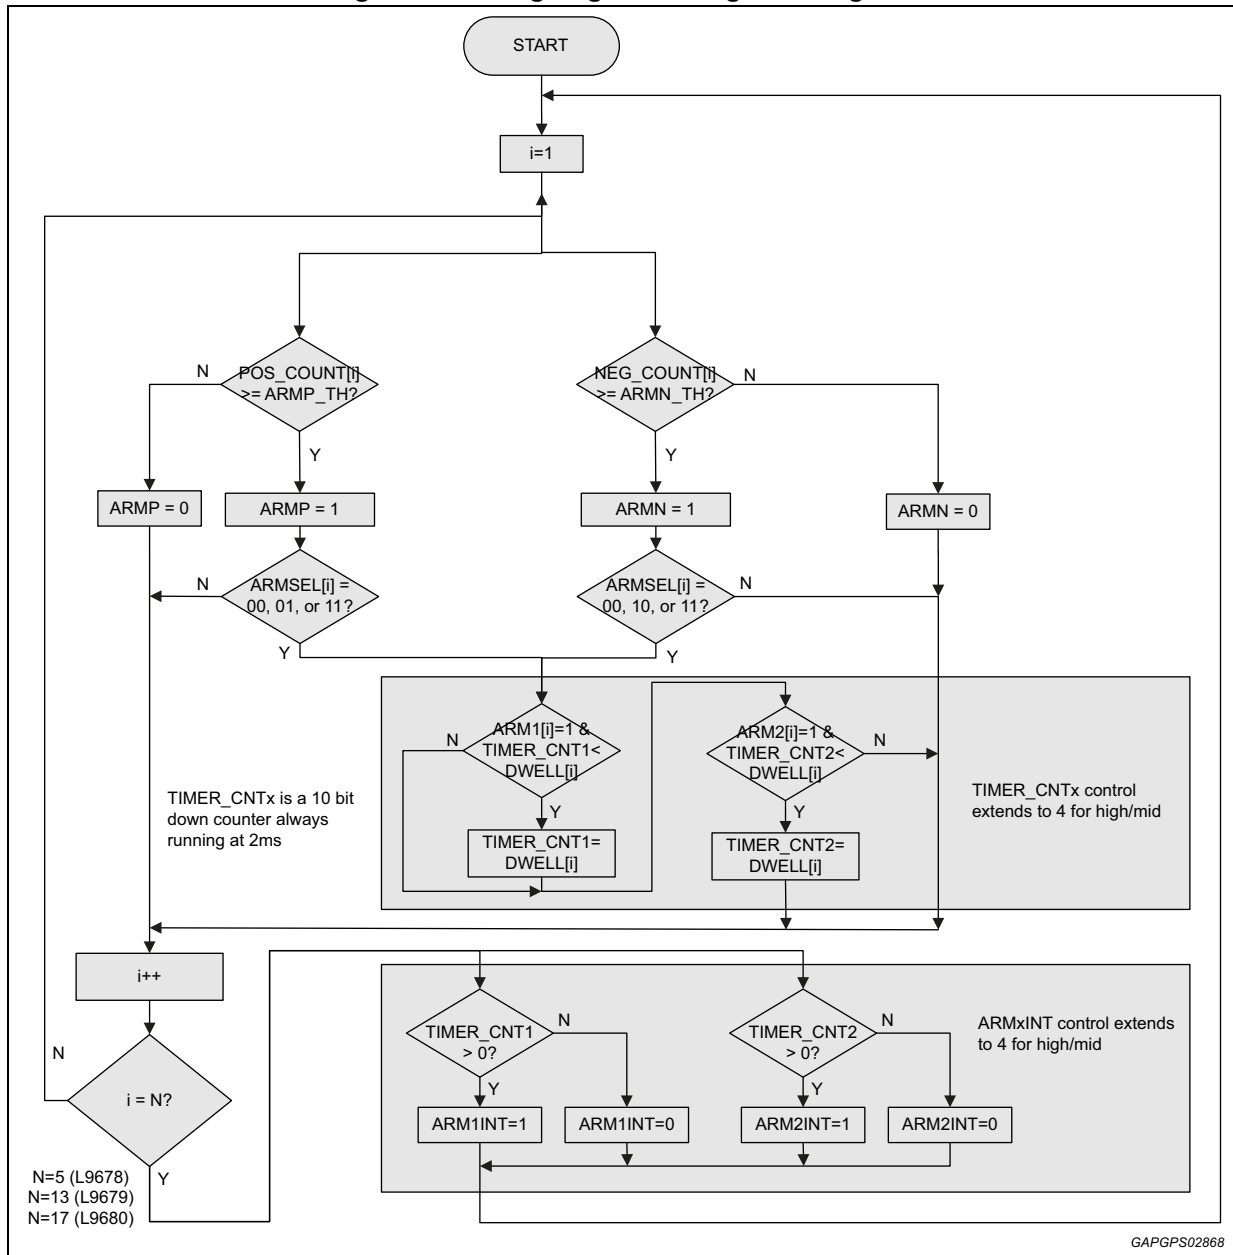 START
i=1
N
POS_COUNT[i]
>= ARMP_TH?
NEG_COUNT[i]
>= ARMN_TH?
N
Y
Y
ARMP = 0
ARMP = 1
ARMN = 1
ARMN = 0
N
ARMSEL[i] =
00, 01, or 11?
ARMSEL[i] =
00, 10, or 11?
N
Y
Y
N
ARM1[i]=1 &
TIMER_CNT1<
DWELL[i]
ARM2[i]=1 &
TIMER_CNT2<
DWELL[i]
N
TIMER_CNTx is a 10 bit
down counter always
running at 2ms
TIMER_CNTx control
extends to 4 for high/mid
Y
Y
TIMER_CNT1=
DWELL[i]
TIMER_CNT2=
DWELL[i]
i++
TIMER_CNT1
> 0?
N
TIMER_CNT2
> 0?
N
ARMxINT control extends
to 4 for high/mid
N
i = N?
Y
Y
ARM1INT=1
ARM1INT=0
ARM2INT=1
ARM2INT=0
Y
N=5 (L9678)
N=13 (L9679)
N=17 (L9680)
GAPGPS02868